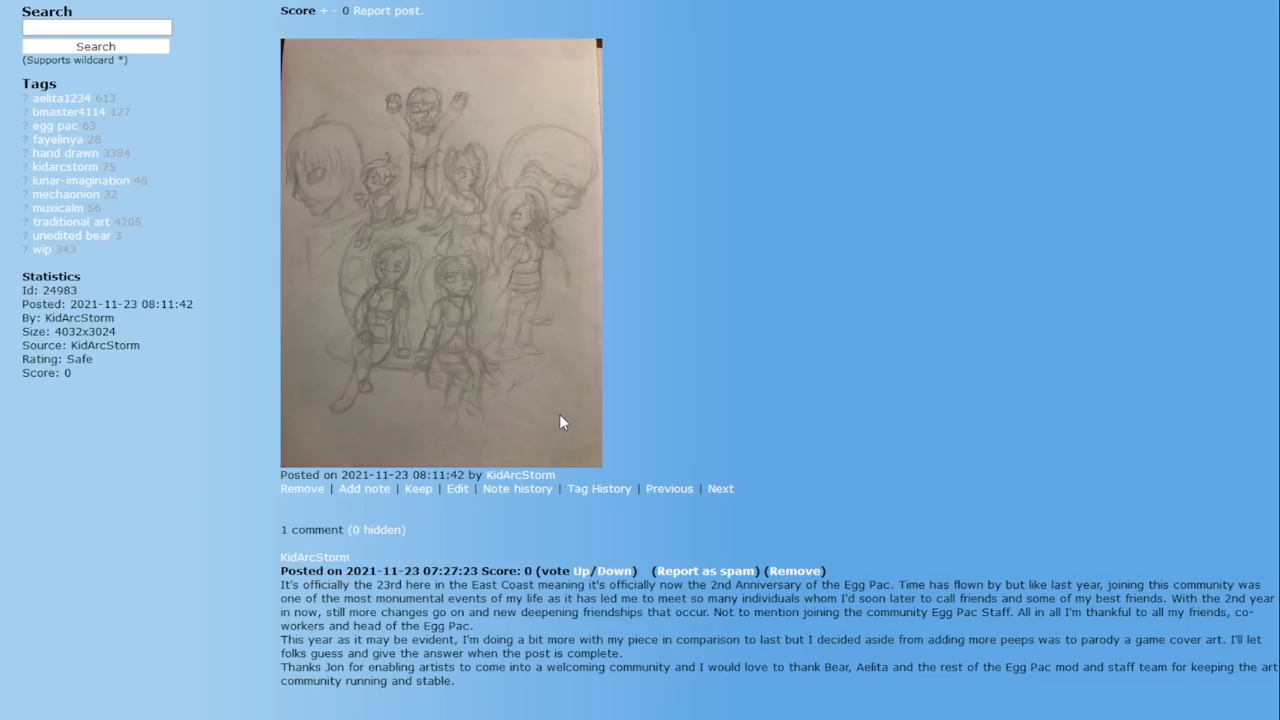 Search
Search
(Supports wildcard *)
Tags
? aelita1234 613
? bmaster4114 127
? egg pac 63
? fayelinya 28
? hand drawn 3384
? kidarcstorm 75
? lunar-imagination 46
? mechaonion 32
? muxicalm 56
? traditional art 4205
? unedited bear 3
? wip 343
Statistics
Id: 24983
Posted: 2021-11-23 08:11:42
By: KidArcStorm
Size: 4032x3024
Source: KidArcStorm
Rating: Safe
Score: 0
Score + - 0 Report post.
Posted on 2021-11-23 08:11:42 by KidArcStorm
Remove | Add note | Keep | Edit | Note history | Tag History | Previous | Next
1 comment (0 hidden)
KidArcStorm
Posted on 2021-11-23 07:27:23 Score: 0 (vote Up/Down) (Report as spam) (Remove)
It's officially the 23rd here in the East Coast meaning it's officially now the 2nd Anniversary of the Egg Pac. Time has flown by but like last year, joining this community was
one of the most monumental events of my life as it has led me to meet so many individuals whom I'd soon later to call friends and some of my best friends. With the 2nd year
in now, still more changes go on and new deepening friendships that occur. Not to mention joining the community Egg Pac Staff. All in all I'm thankful to all my friends, co-
workers and head of the Egg Pac.
This year as it may be evident, I'm doing a bit more with my piece in comparison to last but I decided aside from adding more peeps was to parody a game cover art. I'll let
folks guess and give the answer when the post is complete.
Thanks Jon for enabling artists to come into a welcoming community and I would love to thank Bear, Aelita and the rest of the Egg Pac mod and staff team for keeping the art
community running and stable.